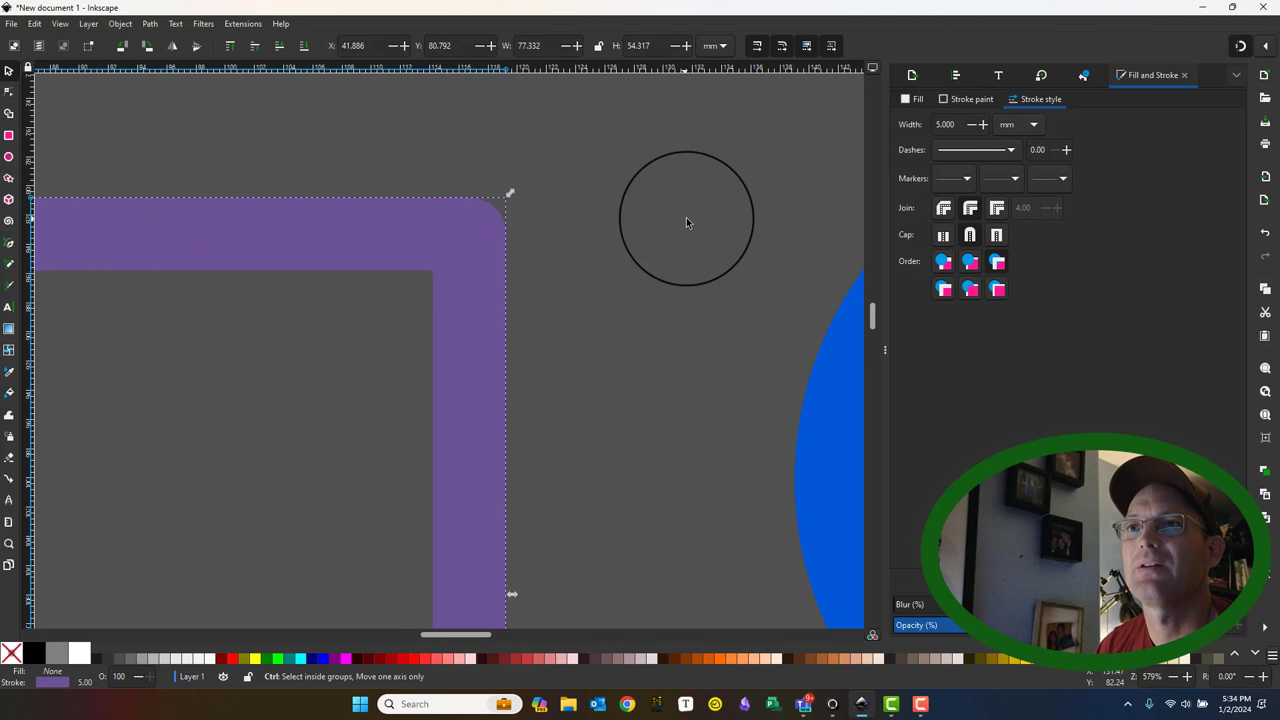 *New document 1 - Inkscape
File Edit View Layer Object Path Text Filters Extensions Help
X: 41.886 Y: 80.792 W: 77.332 H: 54.317 mm
Fill and Stroke
Fill Stroke paint Stroke style
Width: 5.000 mm
Dashes: 0.00
Markers:
Join: 4.00
Cap:
Order:
Blur (%)
Opacity (%)
Fill: None
Stroke: 5.00 O: 100 Layer 1 Ctrl: Select inside groups, Move one axis only
Y: 82.24 Z: 579% R: 0.00°
Search
5:34 PM
1/2/2024